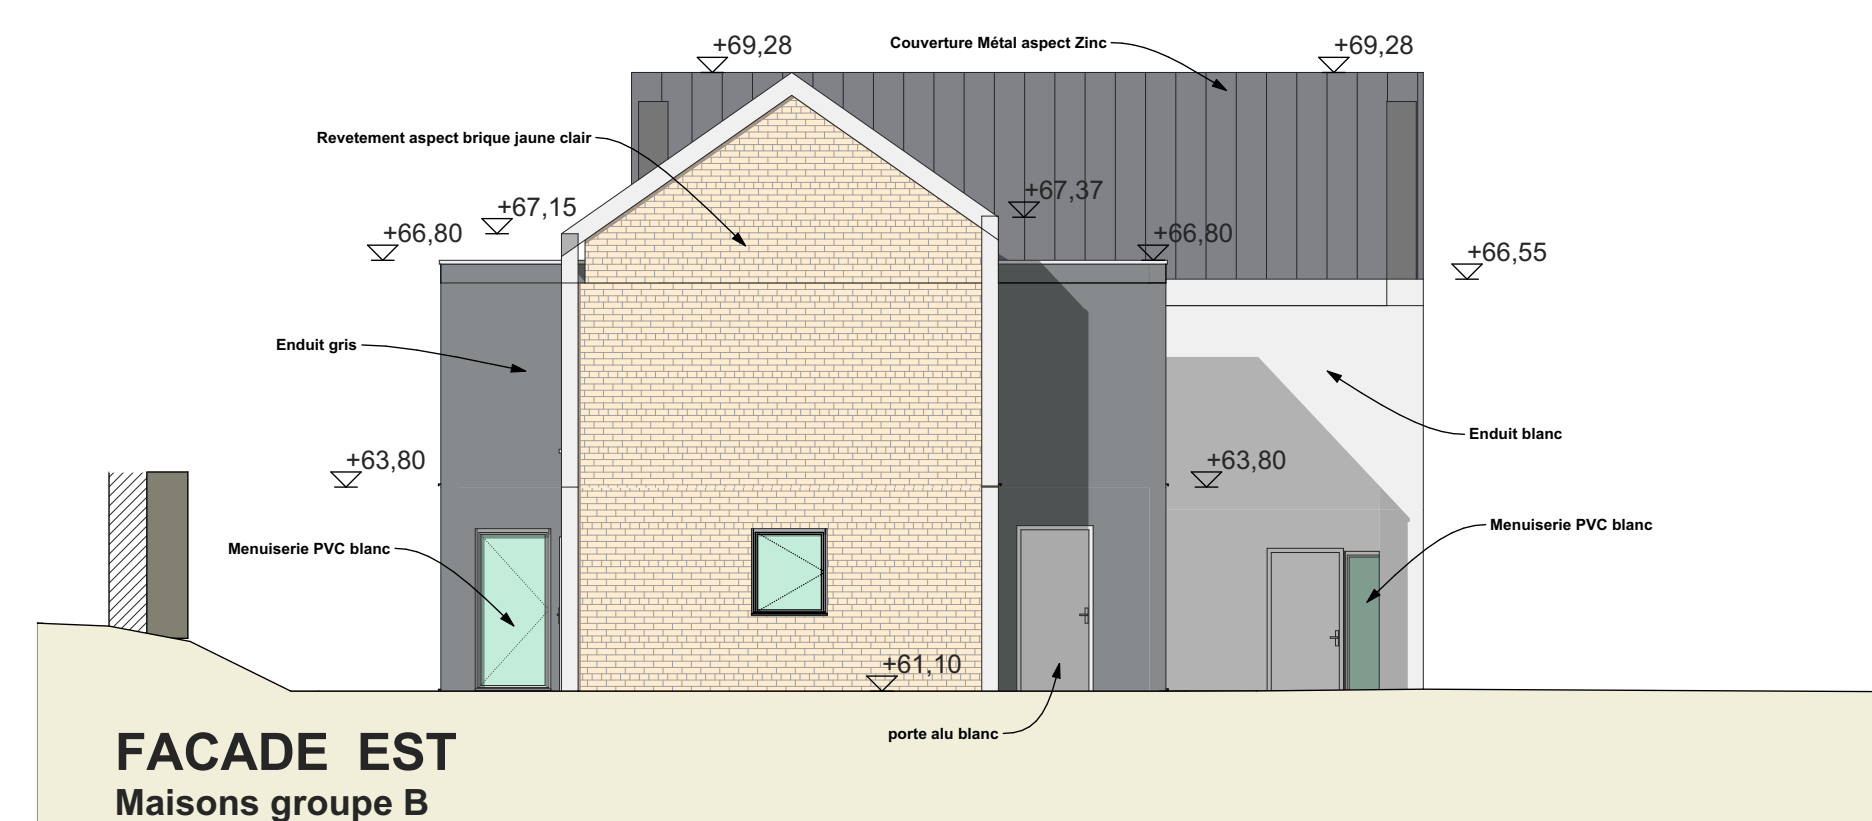 +69,28
Couverture Métal aspect Zinc
+69,28
Revetement aspect brique jaune clair
+67,15
+67,37
+66,80
+66,80
+66,55
Enduit gris
Enduit blanc
+63,80
+63,80
Menuiserie PVC blanc
Menuiserie PVC blanc
+61,10
porte alu blanc
FACADE EST
Maisons groupe B